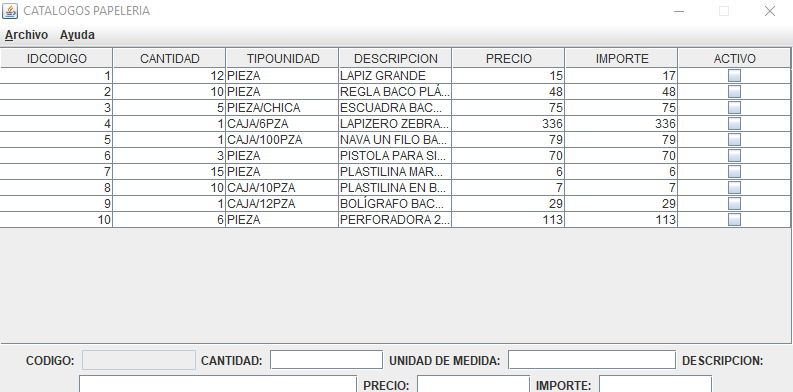 CATALOGOS PAPELERIA
Archivo Ayuda
IDCODIGO CANTIDAD TIPOUNIDAD DESCRIPCION PRECIO IMPORTE ACTIVO
1 12 PIEZA LAPIZ GRANDE 15 17
2 10 PIEZA REGLA BACO PLÁ... 48 48
3 5 PIEZA/CHICA ESCUADRA BAC... 75 75
4 1 CAJA/6PZA LAPIZERO ZEBRA... 336 336
5 1 CAJA/100PZA NAVA UN FILO BA... 79 79
6 3 PIEZA PISTOLA PARA SI... 70 70
7 15 PIEZA PLASTILINA MAR... 6 6
8 10 CAJA/10PZA PLASTILINA EN B... 7 7
9 1 CAJA/12PZA BOLÍGRAFO BAC... 29 29
10 6 PIEZA PERFORADORA 2... 113 113
CODIGO: CANTIDAD: UNIDAD DE MEDIDA: DESCRIPCION:
PRECIO: IMPORTE: